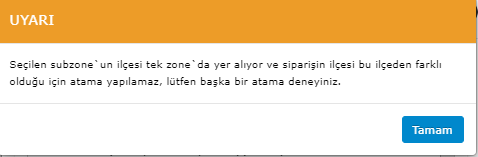 UYARI
Seçilen subzone`un ilçesi tek zone`da yer alıyor ve siparişin ilçesi bu ilçeden farklı
olduğu için atama yapılamaz, lütfen başka bir atama deneyiniz.
Tamam